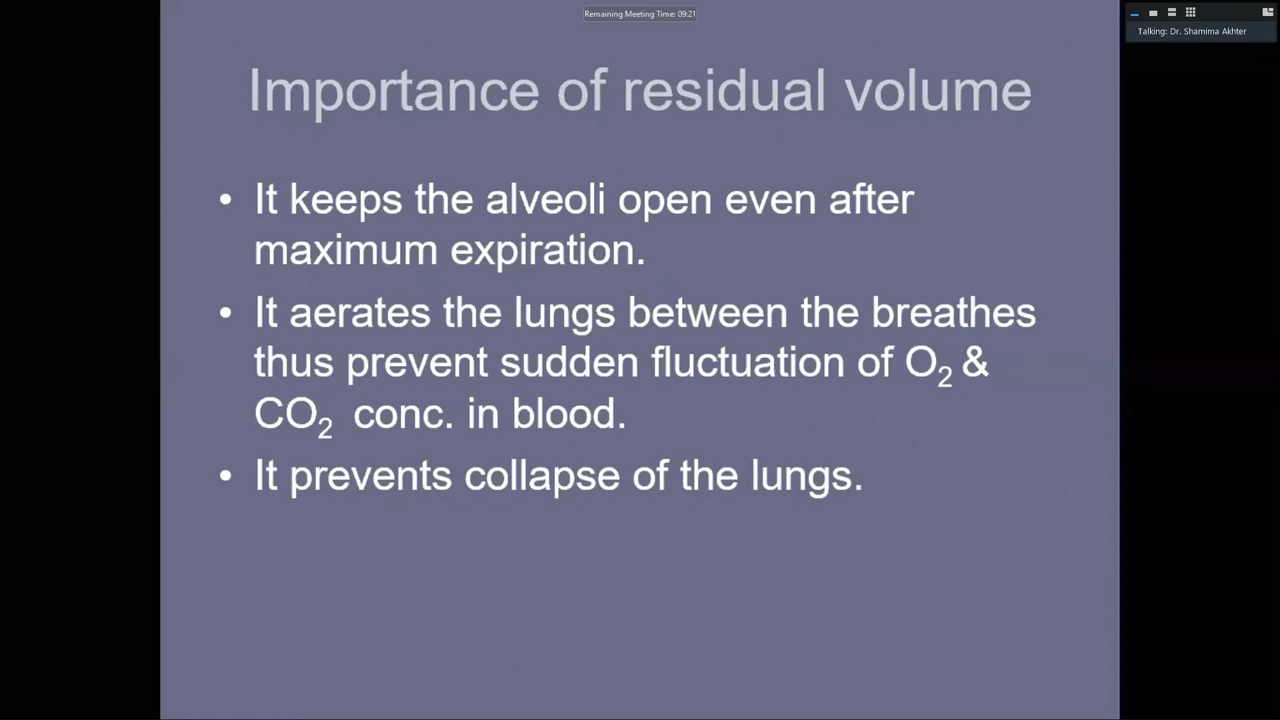 Remaining Meeting Time: 09:21
Talking: Dr. Shamima Akhter
Importance of residual volume
• It keeps the alveoli open even after
maximum expiration.
• It aerates the lungs between the breathes
thus prevent sudden fluctuation of O2 &
CO2 conc. in blood.
• It prevents collapse of the lungs.